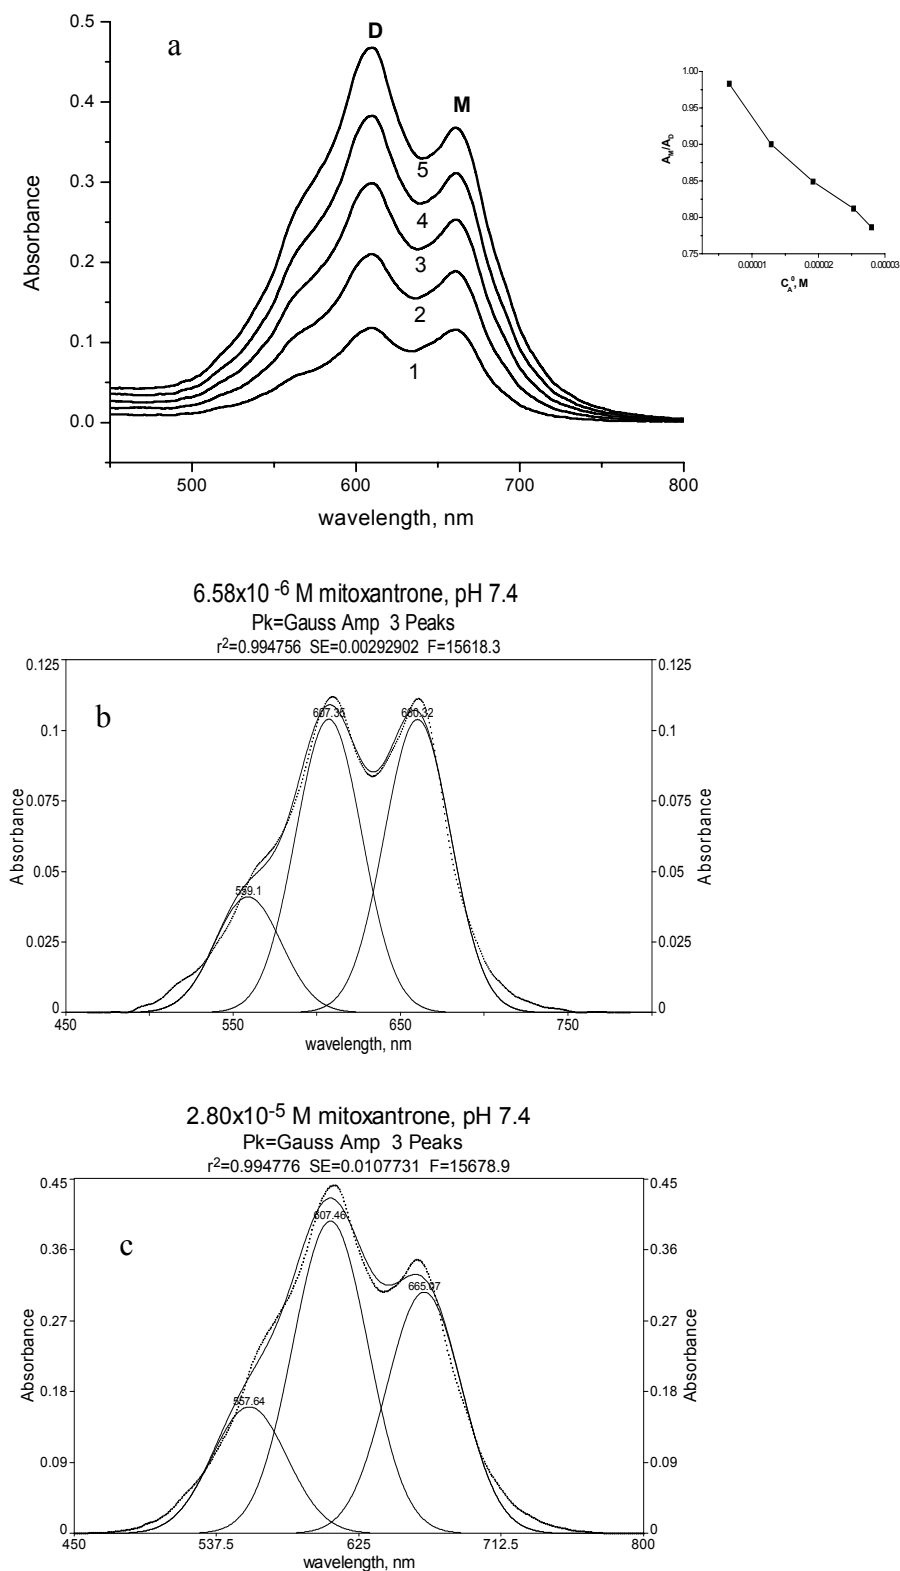 a
D
M
0.5
0.4
0.3
0.2
0.1
0.0
Absorbance
5
4
3
2
1
500 600 700 800
wavelength, nm
1.00
0.95
0.90
0.85
0.80
0.75
A_M/A_D
0.00001 0.00002 0.00003
C_A^0, M
6.58x10 -6 M mitoxantrone, pH 7.4
Pk=Gauss Amp 3 Peaks
r2=0.994756 SE=0.00292902 F=15618.3
b
0.125
0.1
0.075
0.05
0.025
0
Absorbance
559.1
607.35
660.32
0.125
0.1
0.075
0.05
0.025
0
Absorbance
450 550 650 750
wavelength, nm
2.80x10-5 M mitoxantrone, pH 7.4
Pk=Gauss Amp 3 Peaks
r2=0.994776 SE=0.0107731 F=15678.9
c
0.45
0.36
0.27
0.18
0.09
0
Absorbance
557.64
607.46
665.07
0.45
0.36
0.27
0.18
0.09
0
Absorbance
450 537.5 625 712.5 800
wavelength, nm